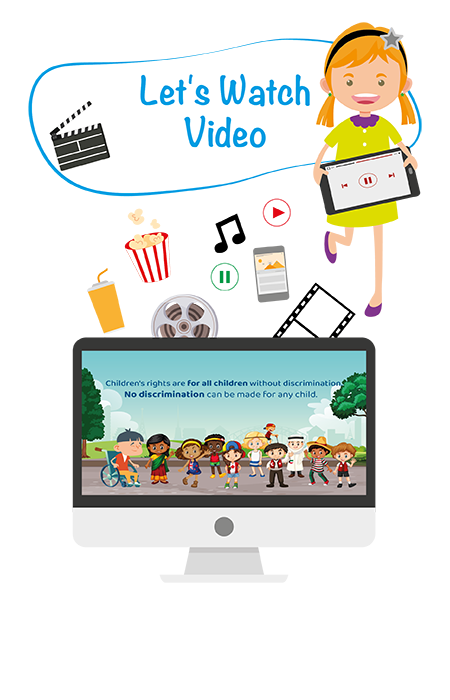 Let's Watch
Video
Children's rights are for all children without discrimination.
No discrimination can be made for any child.